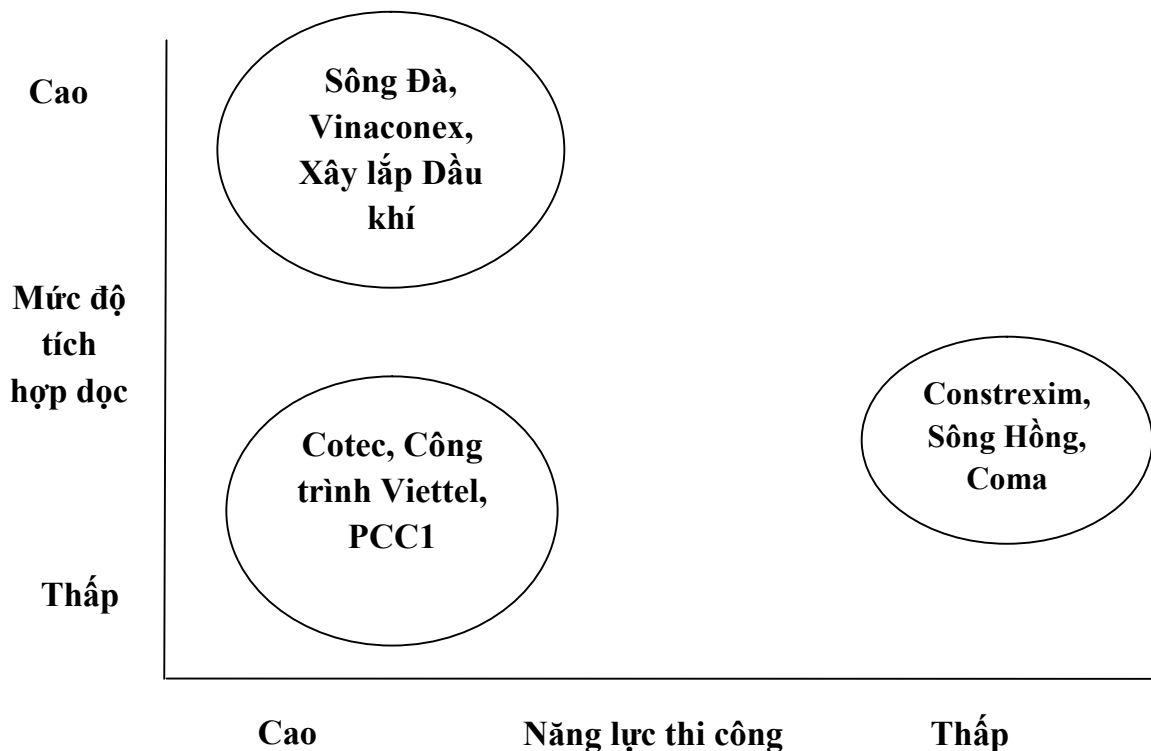 Cao
Sông Đà,
Vinaconex,
Xây lắp Dầu
khí
Mức độ
tích
hợp dọc
Cotec, Công
trình Viettel,
PCC1
Constrexim,
Sông Hồng,
Coma
Thấp
Cao
Năng lực thi công
Thấp